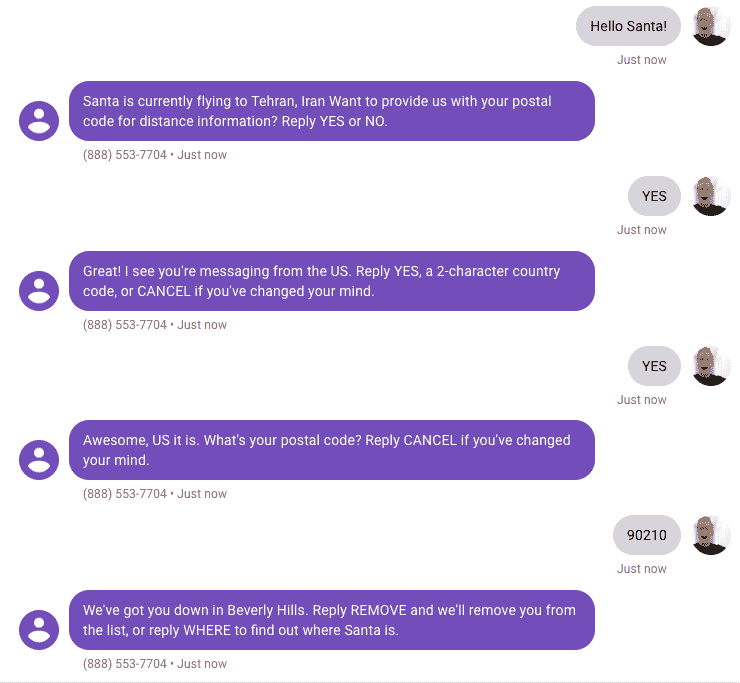 Hello Santa!
Just now
Santa is currently flying to Tehran, Iran Want to provide us with your postal
code for distance information? Reply YES or NO.
(888) 553-7704 • Just now
YES
Just now
Great! I see you're messaging from the US. Reply YES, a 2-character country
code, or CANCEL if you've changed your mind.
(888) 553-7704 • Just now
YES
Just now
Awesome, US it is. What's your postal code? Reply CANCEL if you've changed
your mind.
(888) 553-7704 • Just now
90210
Just now
We've got you down in Beverly Hills. Reply REMOVE and we'll remove you from
the list, or reply WHERE to find out where Santa is.
(888) 553-7704 • Just now